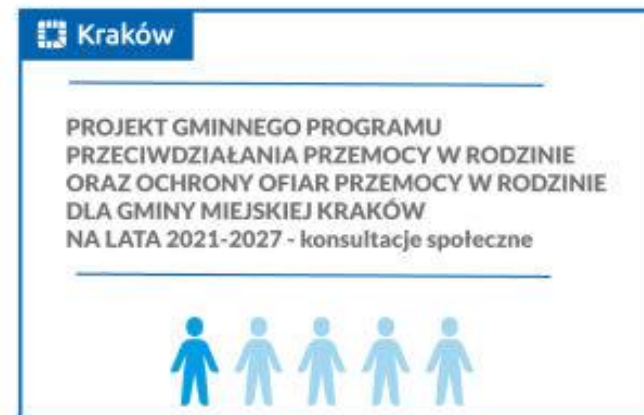 Kraków
PROJEKT GMINNEGO PROGRAMU
PRZECIWDZIAŁANIA PRZEMOCY W RODZINIE
ORAZ OCHRONY OFIAR PRZEMOCY W RODZINIE
DLA GMINY MIEJSKIEJ KRAKÓW
NA LATA 2021-2027 - konsultacje społeczne